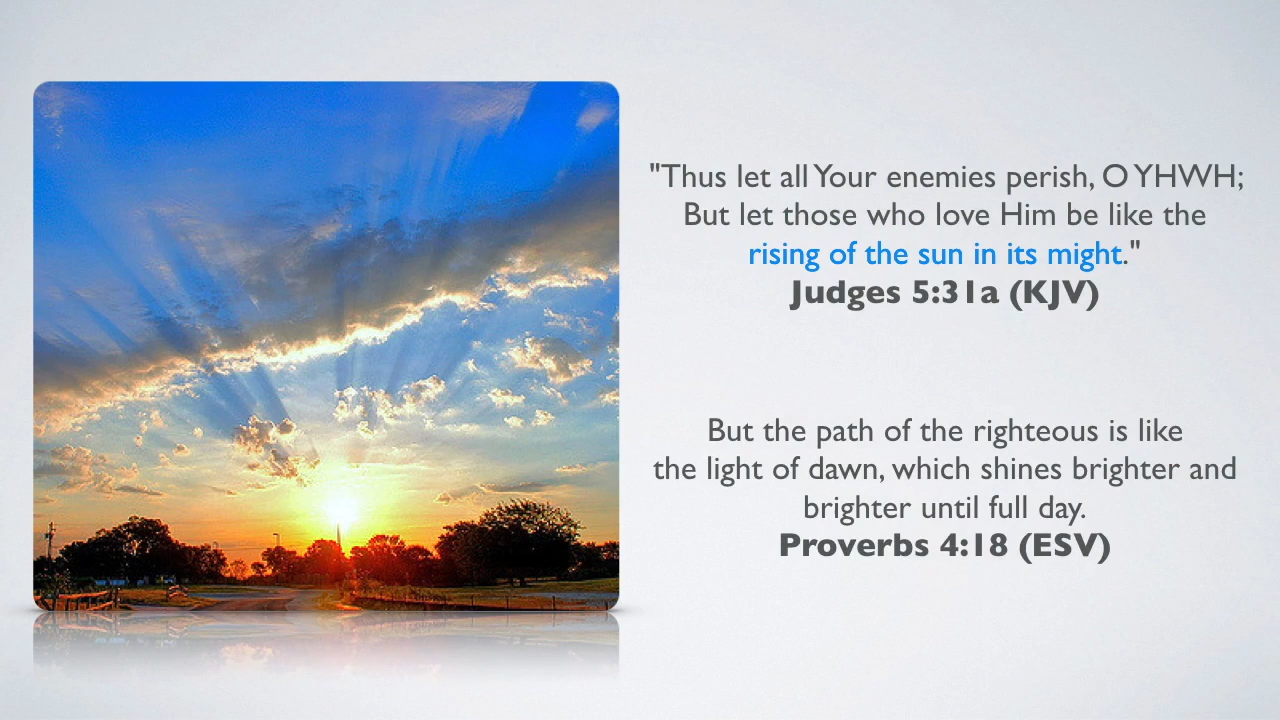 "Thus let all Your enemies perish, O YHWH;
But let those who love Him be like the
rising of the sun in its might."
Judges 5:31a (KJV)
But the path of the righteous is like
the light of dawn, which shines brighter and
brighter until full day.
Proverbs 4:18 (ESV)